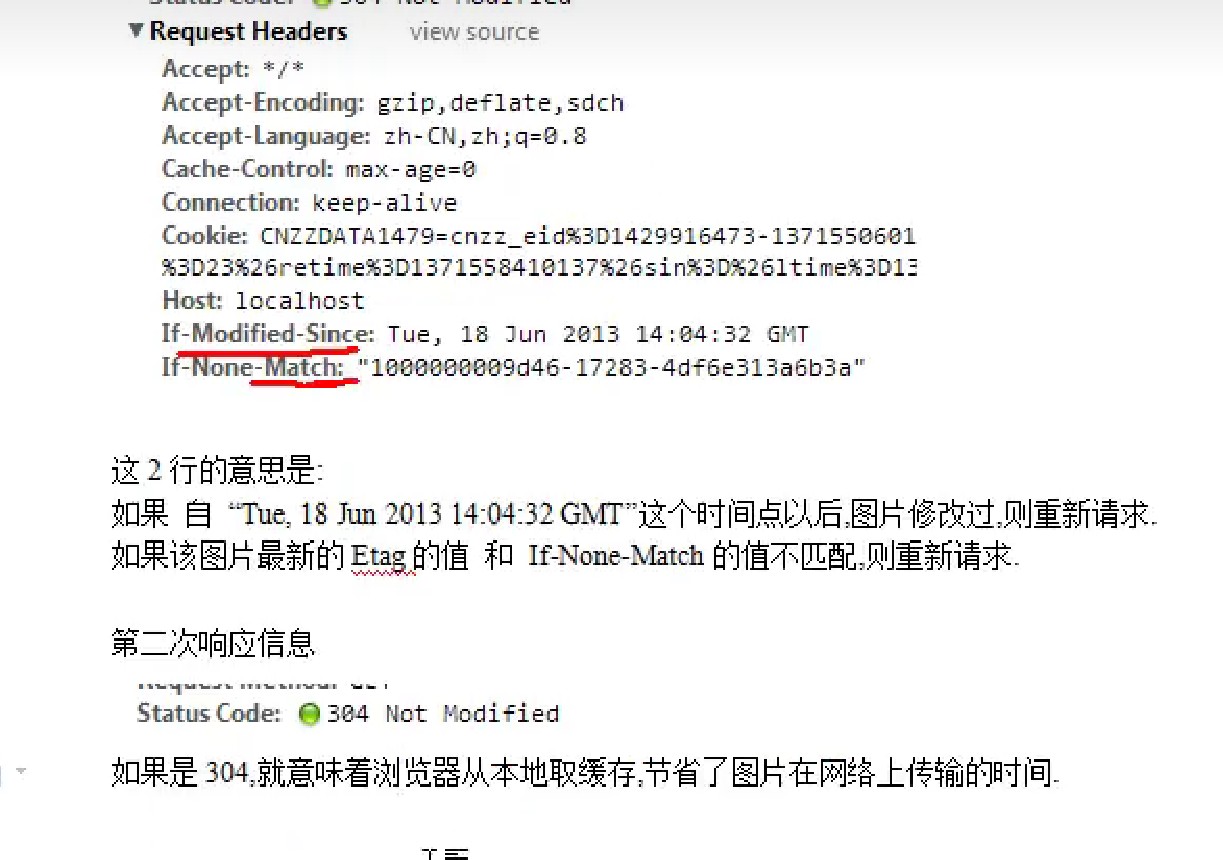 Status Code: 304 Not Modified
Request Headers view source
Accept: */*
Accept-Encoding: gzip,deflate,sdch
Accept-Language: zh-CN,zh;q=0.8
Cache-Control: max-age=0
Connection: keep-alive
Cookie: CNZZDATA1479=cnzz_eid%3D1429916473-1371550601
%3D23%26retime%3D1371558410137%26sin%3D%26ltime%3D13
Host: localhost
If-Modified-Since: Tue, 18 Jun 2013 14:04:32 GMT
If-None-Match: "1000000009d46-17283-4df6e313a6b3a"
这 2 行的意思是:
如果 自 “Tue, 18 Jun 2013 14:04:32 GMT”这个时间点以后,图片修改过,则重新请求.
如果该图片最新的 Etag 的值 和 If-None-Match 的值不匹配,则重新请求.
第二次响应信息
Request Method: GET
Status Code: 304 Not Modified
如果是 304,就意味着浏览器从本地取缓存,节省了图片在网络上传输的时间.